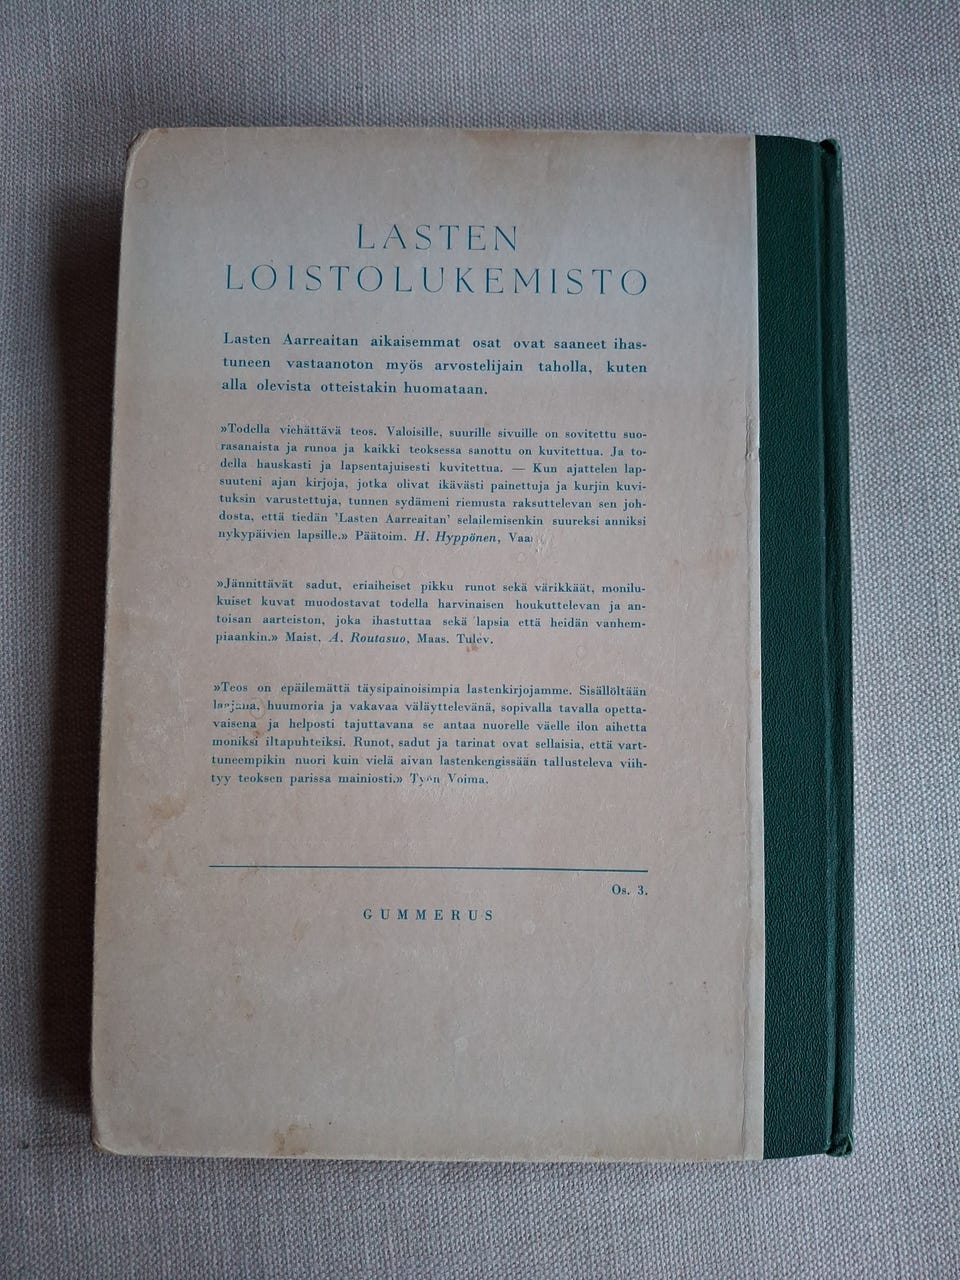 LASTEN
LOISTOLUKEMISTO
Lasten Aarreaitan aikaisemmat osat ovat saaneet ihas-
tuneen vastaanoton myös arvostelijain taholla, kuten
alla olevista otteistakin huomataan.
»Todella viehättävä teos. Valoisille, suurille sivuille on sovitettu suo-
rasanaista ja runoa ja kaikki teoksessa sanottu on kuvitettua. Ja to-
della hauskasti ja lapsentajuisesti kuvitettua. — Kun ajattelen lap-
suuteni ajan kirjoja, jotka olivat ikävästi painettuja ja kurjin kuvi-
tuksin varustettuja, tunnen sydämeni riemusta raksuttelevan sen joh-
dosta, että tiedän 'Lasten Aarreaitan' selailemisenkin suureksi anniksi
nykypäivien lapsille.» Päätoim. H. Hyppönen,
»Jännittävät sadut, eriaiheiset pikku runot sekä värikkäät, monilu-
kuiset kuvat muodostavat todella harvinaisen houkuttelevan ja an-
toisan aarteiston, joka ihastuttaa sekä lapsia että heidän vanhem-
piaankin.» Maist. A. Routasuo, Maas. Tulev.
»Teos on epäilemättä täysipainoisimpia lastenkirjojamme. Sisällöltään
huumoria ja vakavaa väläyttelevänä, sopivalla tavalla opetta-
vaisena ja helposti tajuttavana se antaa nuorelle väelle ilon aihetta
moniksi iltapuhteiksi. Runot, sadut ja tarinat ovat sellaisia, että vart-
tuneempikin nuori kuin vielä aivan lastenkengissään tallusteleva viih-
tyy teoksen parissa mainiosti.» Työn Voima.
Os. 3.
GUMMERUS